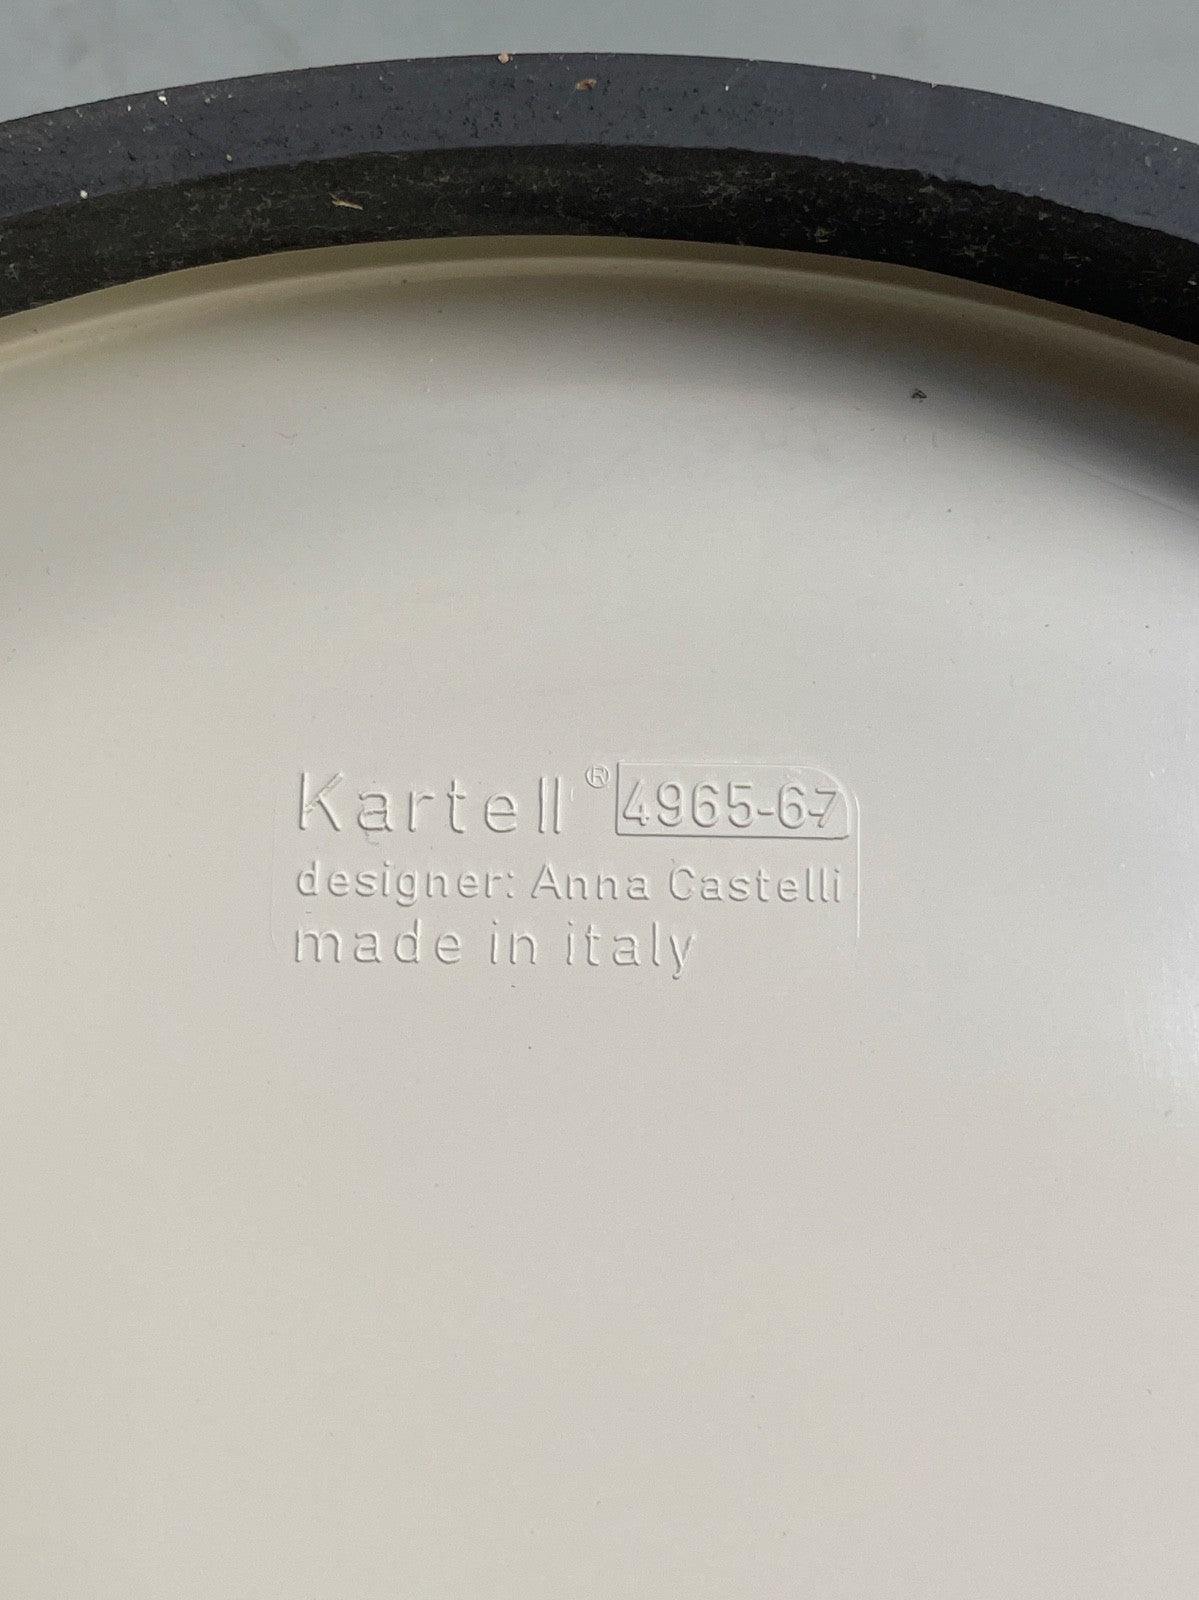 Kartell® 4965-67
designer: Anna Castelli
made in italy